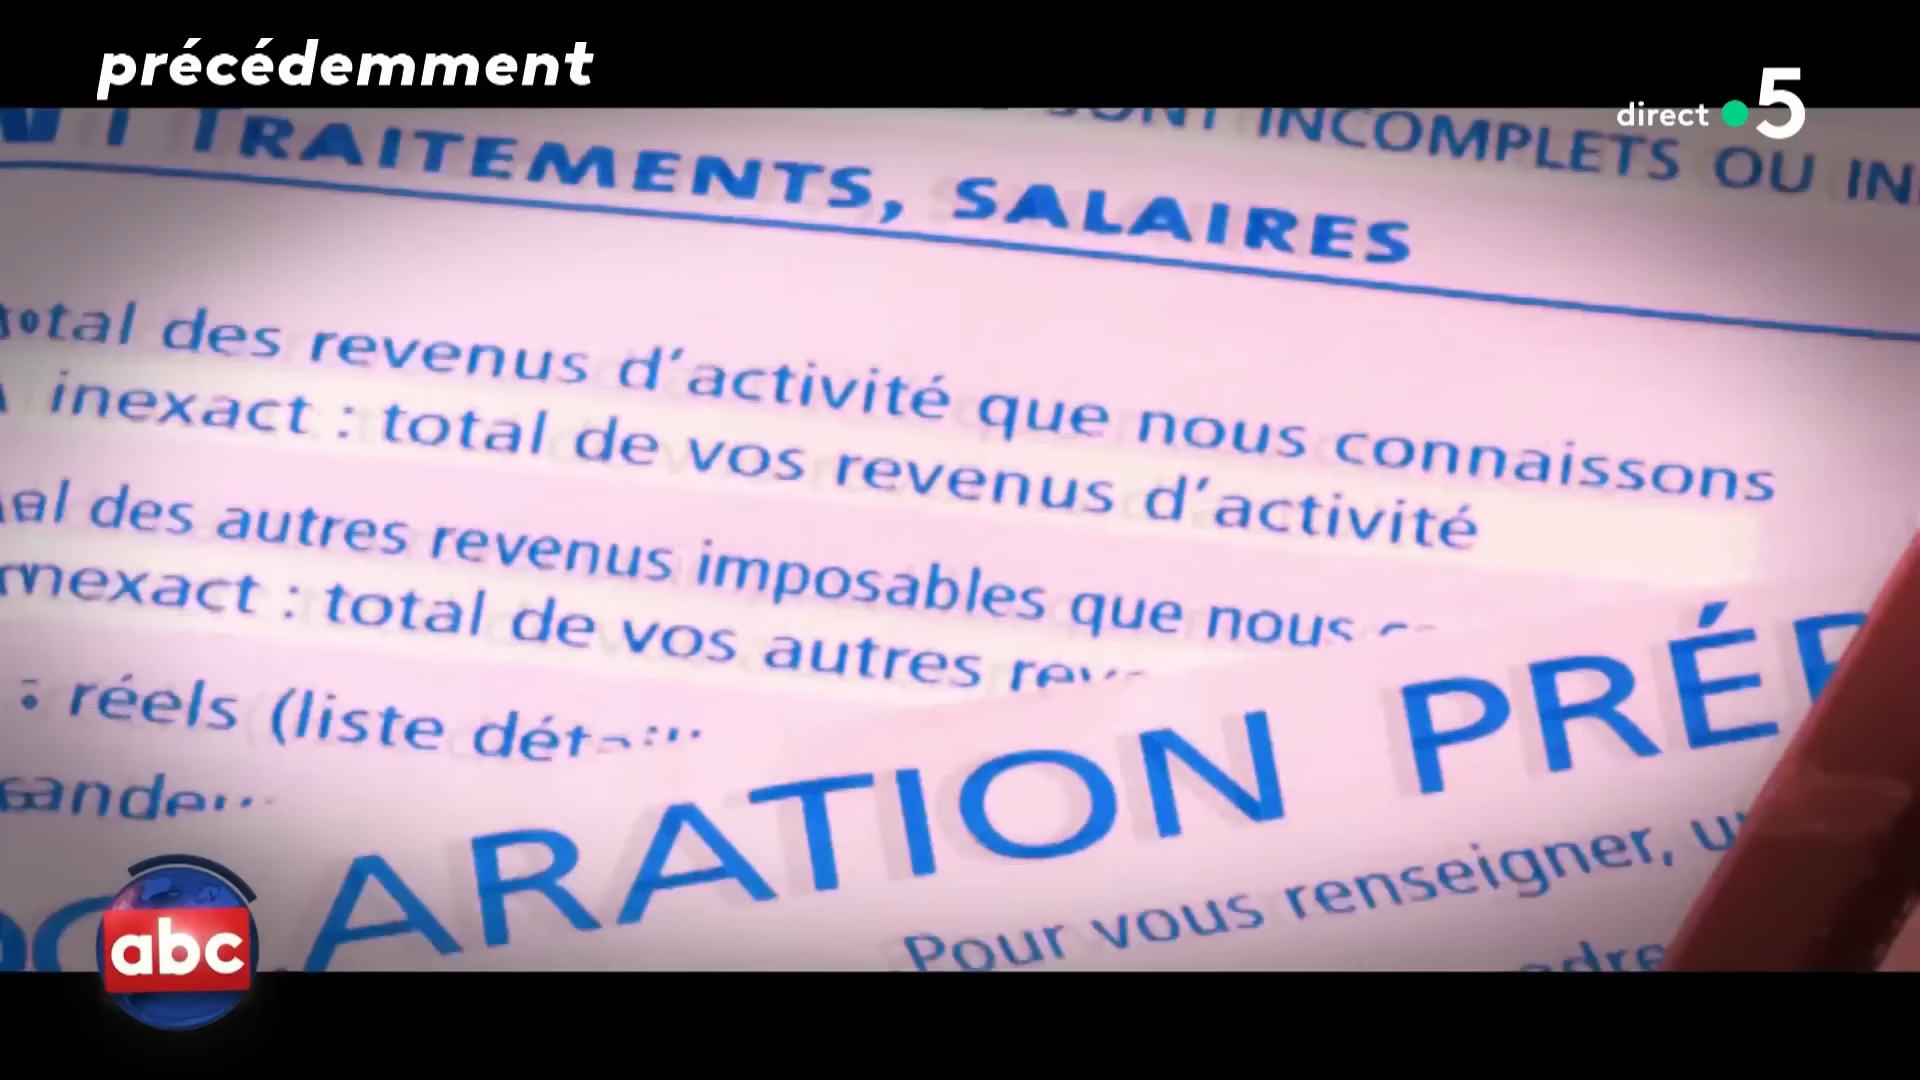 précédemment
direct 5
SONT INCOMPLETS OU
TRAITEMENTS, SALAIRES
total des revenus d'activité que nous connaissons
inexact : total de vos revenus d'activité
des autres revenus imposables que nous
inexact : total de vos autres
: réels (liste
ARATION
Pour vous renseigner,
abc